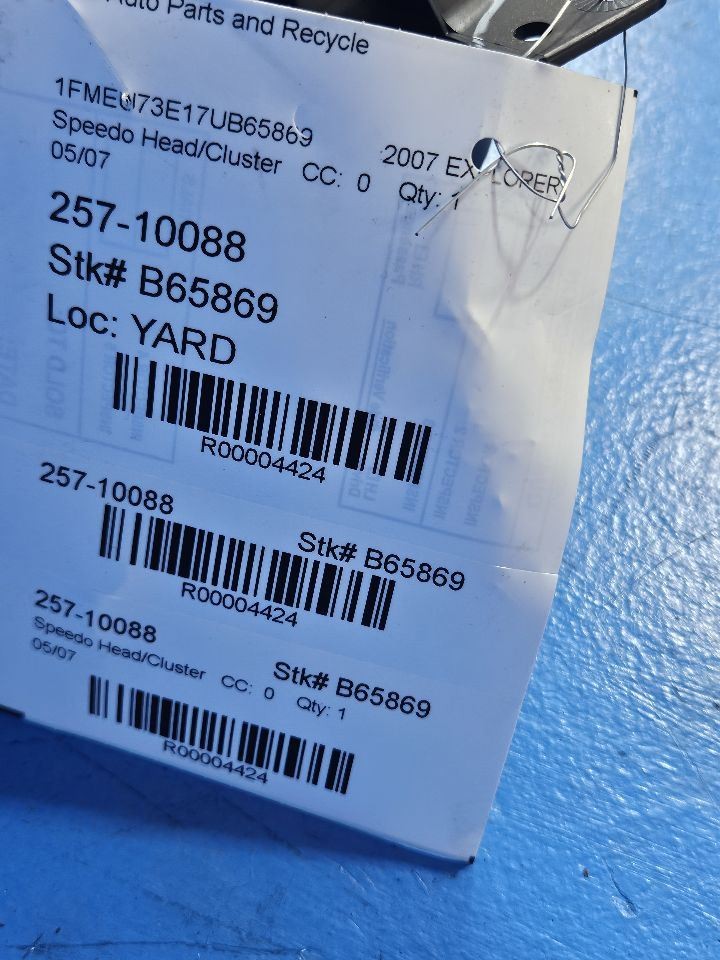 Auto Parts and Recycle
1FMEU73E17UB65869 2007 EXPLORER
Speedo Head/Cluster CC: 0 Qty: 1
05/07
257-10088
Stk# B65869
Loc: YARD
R00004424
257-10088 Stk# B65869
R00004424
257-10088 Stk# B65869
Speedo Head/Cluster CC: 0 Qty: 1
05/07
R00004424